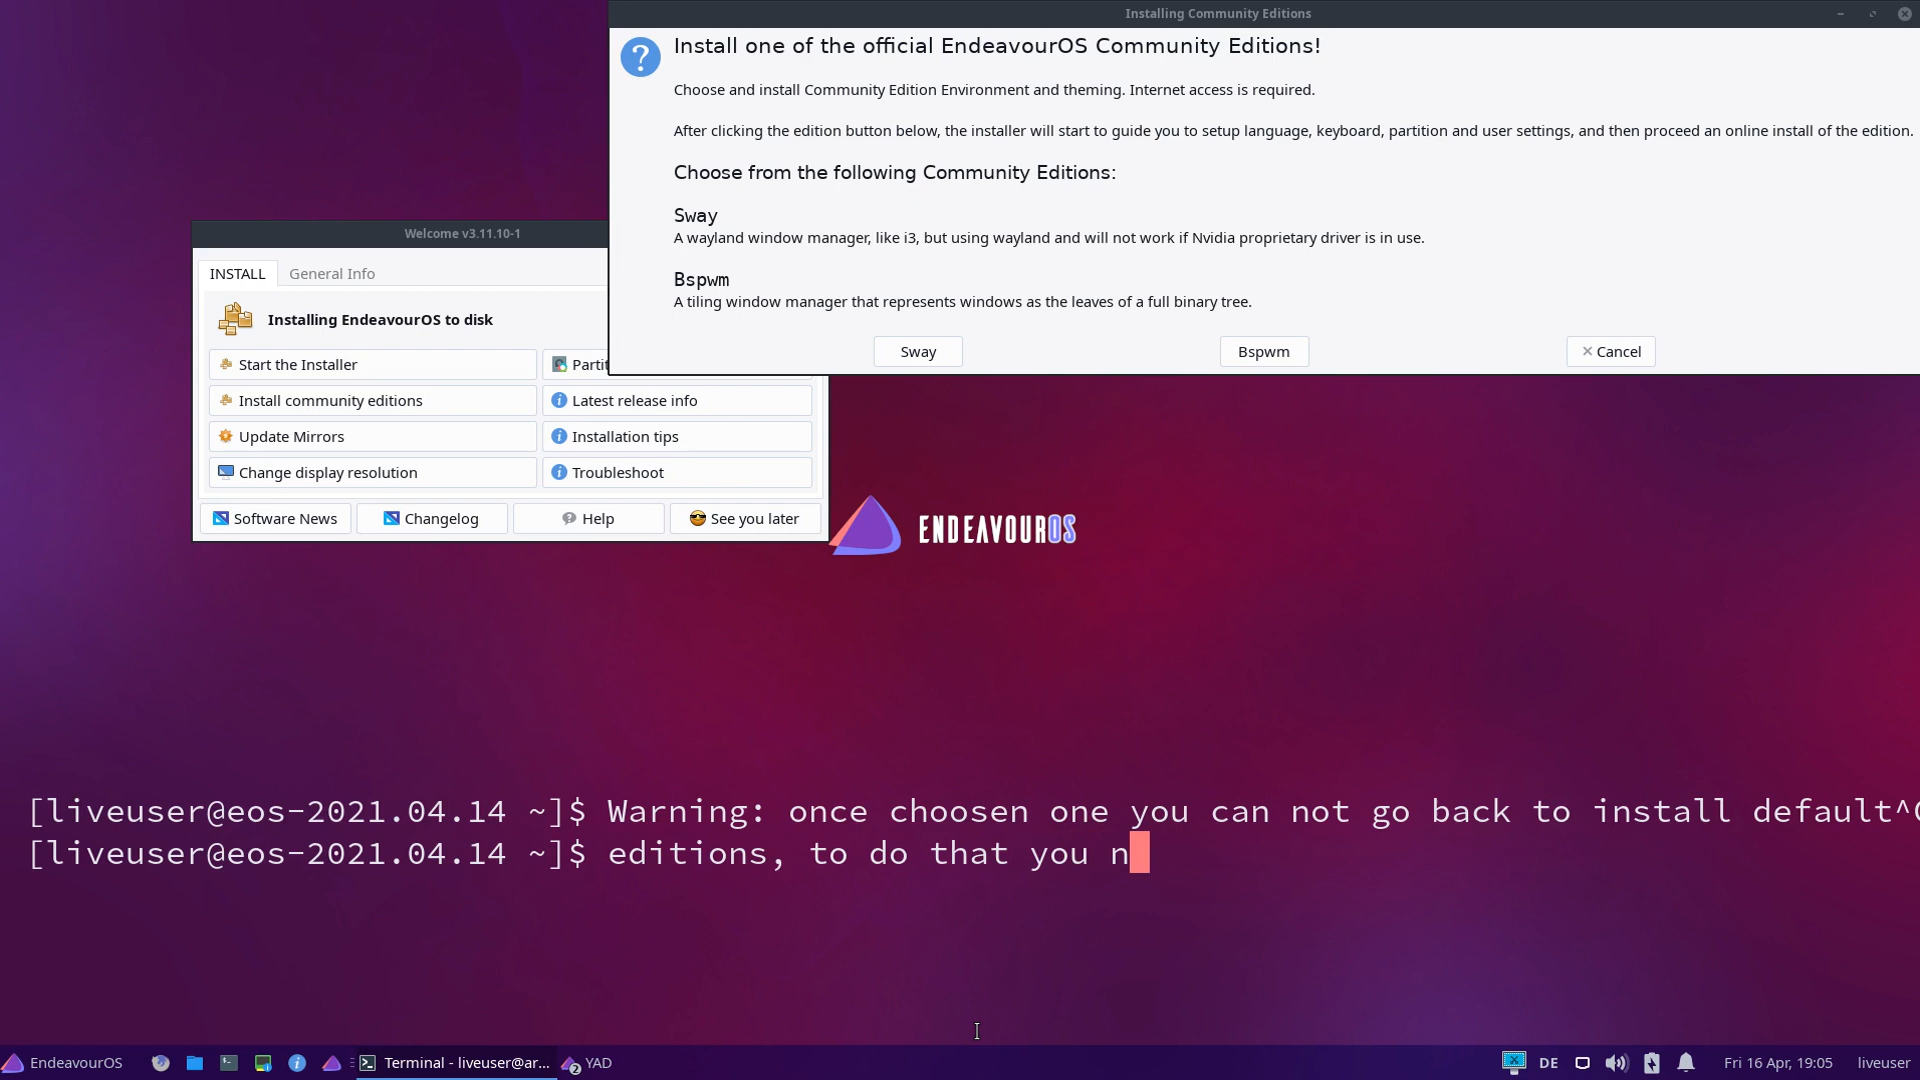 Installing Community Editions
Install one of the official EndeavourOS Community Editions!
Choose and install Community Edition Environment and theming. Internet access is required.
After clicking the edition button below, the installer will start to guide you to setup language, keyboard, partition and user settings, and then proceed an online install of the edition.
Choose from the following Community Editions:
Sway
A wayland window manager, like i3, but using wayland and will not work if Nvidia proprietary driver is in use.
Bspwm
A tiling window manager that represents windows as the leaves of a full binary tree.
Sway
Bspwm
Cancel
Welcome v3.11.10-1
INSTALL
General Info
Installing EndeavourOS to disk
Start the Installer
Parti
Install community editions
Latest release info
Update Mirrors
Installation tips
Change display resolution
Troubleshoot
Software News
Changelog
Help
See you later
ENDEAVOUROS
[liveuser@eos-2021.04.14 ~]$ Warning: once choosen one you can not go back to install default^C
[liveuser@eos-2021.04.14 ~]$ editions, to do that you n
EndeavourOS
Terminal - liveuser@ar...
2
YAD
DE
Fri 16 Apr, 19:05
liveuser